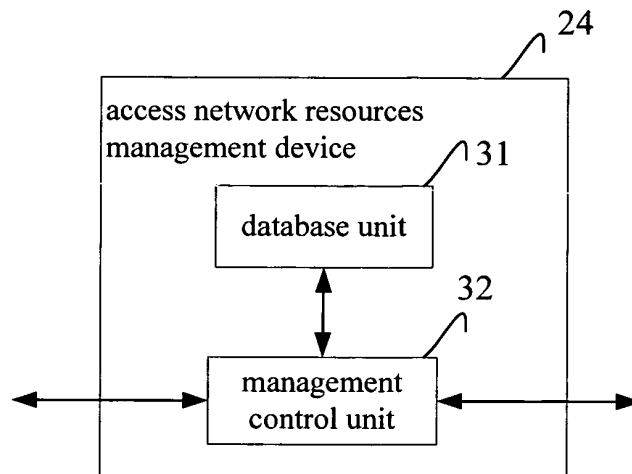 24
access network resources
management device
31
database unit
32
management
control unit